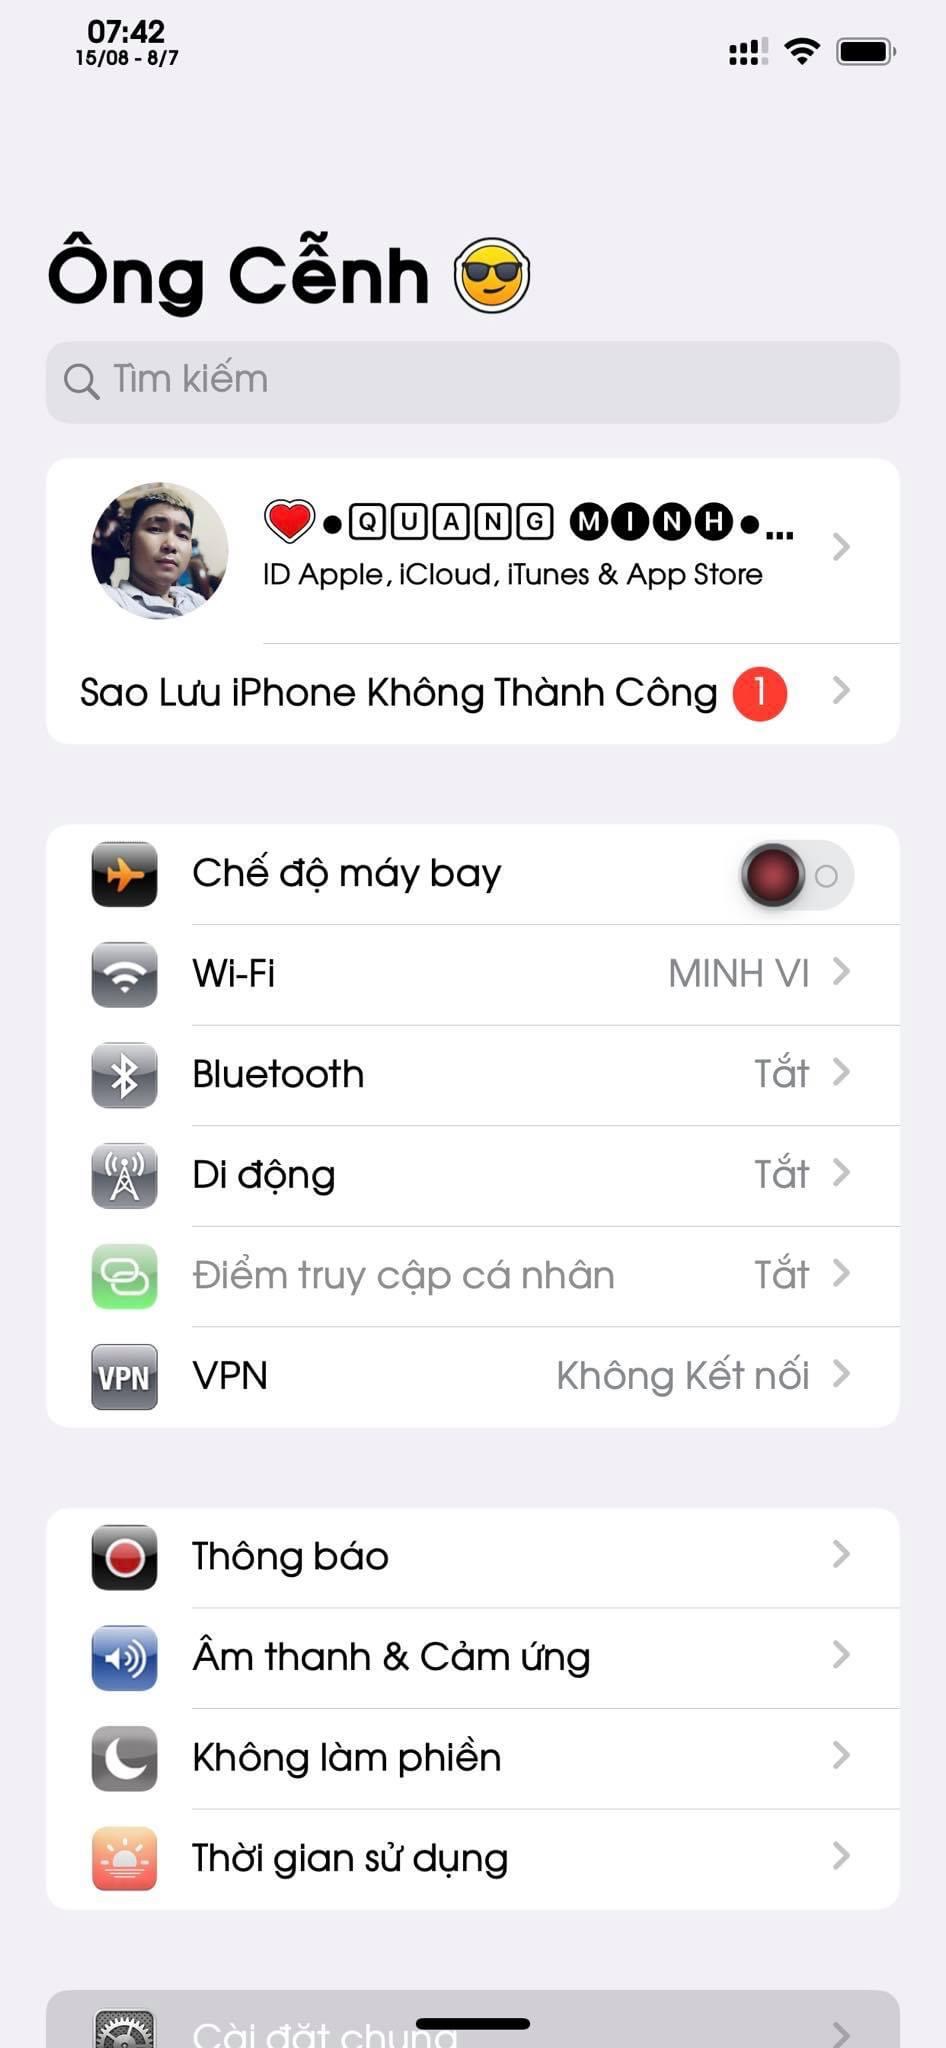 07:42
15/08 - 8/7
Ông Cễnh 😎
Tìm kiếm
❤️●🅀🅄🄰🄽🄶 🅜🅘🅝🅗●...
ID Apple, iCloud, iTunes & App Store
Sao Lưu iPhone Không Thành Công 1
Chế độ máy bay
Wi-Fi MINH VI
Bluetooth Tắt
Di động Tắt
Điểm truy cập cá nhân Tắt
VPN VPN Không Kết nối
Thông báo
Âm thanh & Cảm ứng
Không làm phiền
Thời gian sử dụng
Cài đặt chung